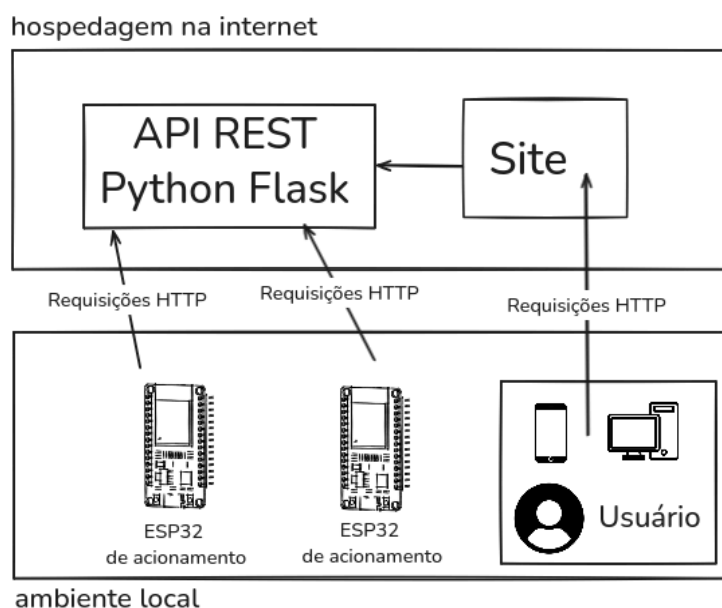 hospedagem na internet
API REST
Python Flask
Site
Requisições HTTP
Requisições HTTP
Requisições HTTP
ESP32
de acionamento
ESP32
de acionamento
Usuário
ambiente local